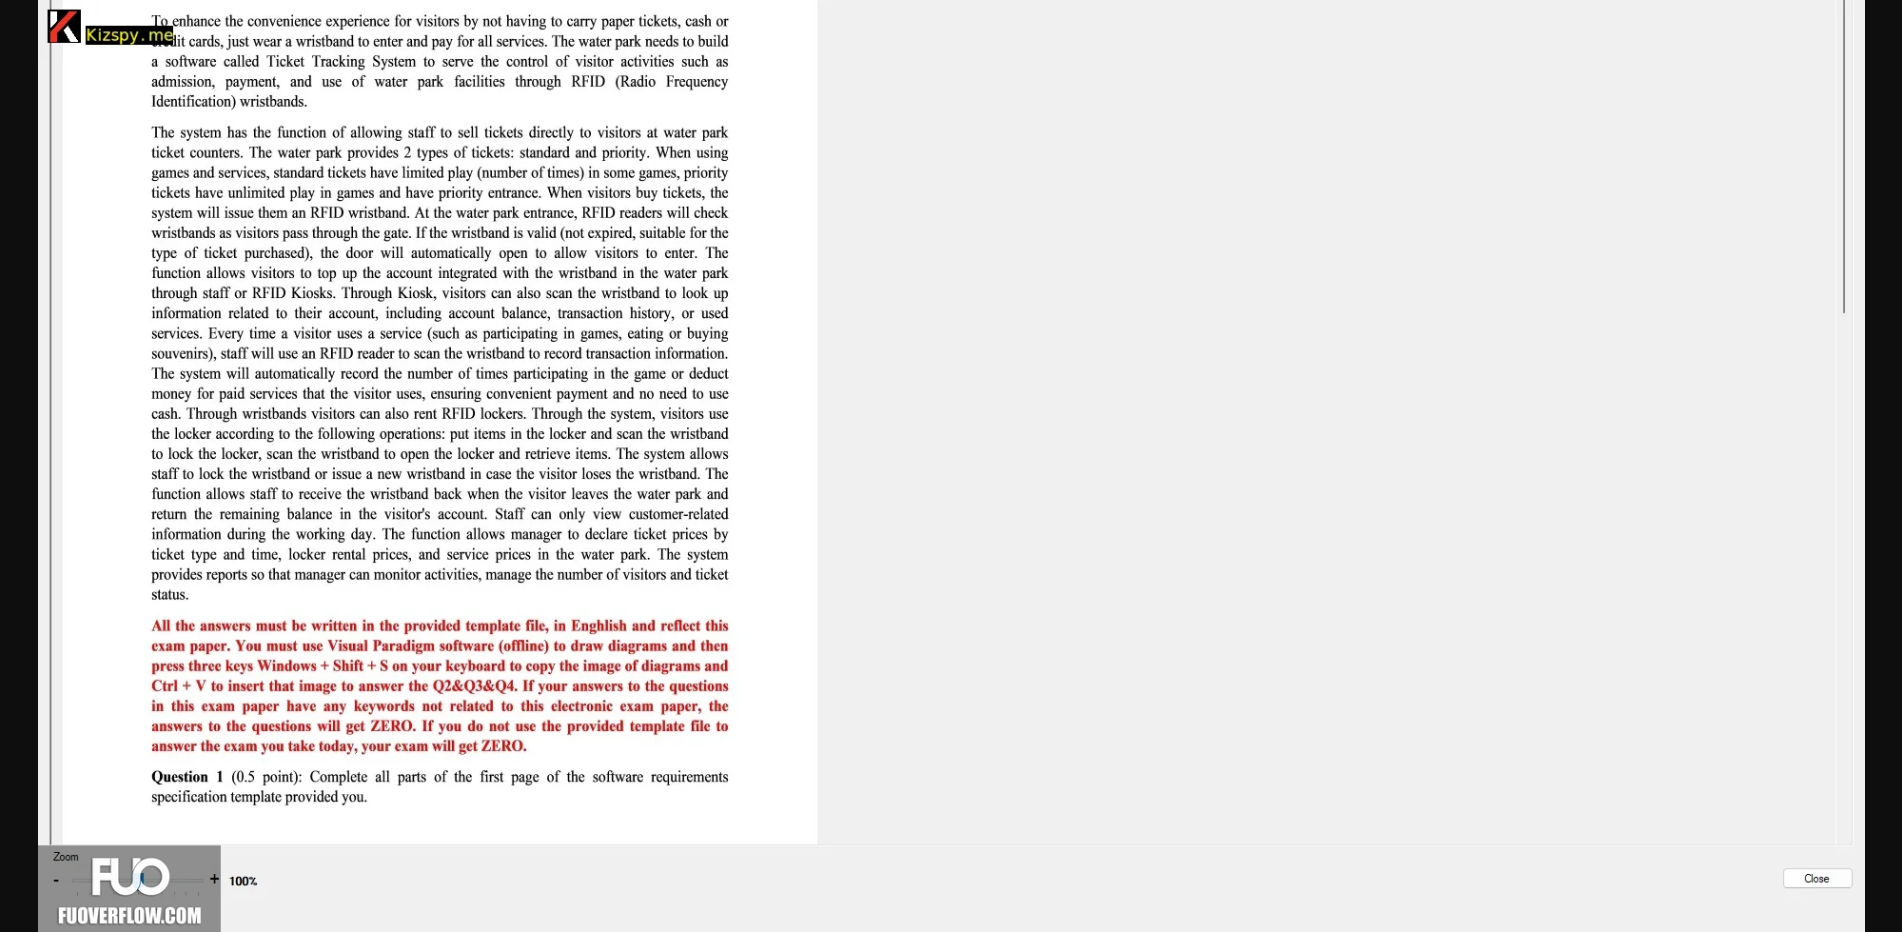 To enhance the convenience experience for visitors by not having to carry paper tickets, cash or
Kizspy.me
credit cards, just wear a wristband to enter and pay for all services. The water park needs to build
a software called Ticket Tracking System to serve the control of visitor activities such as
admission, payment, and use of water park facilities through RFID (Radio Frequency
Identification) wristbands.
The system has the function of allowing staff to sell tickets directly to visitors at water park
ticket counters. The water park provides 2 types of tickets: standard and priority. When using
games and services, standard tickets have limited play (number of times) in some games, priority
tickets have unlimited play in games and have priority entrance. When visitors buy tickets, the
system will issue them an RFID wristband. At the water park entrance, RFID readers will check
wristbands as visitors pass through the gate. If the wristband is valid (not expired, suitable for the
type of ticket purchased), the door will automatically open to allow visitors to enter. The
function allows visitors to top up the account integrated with the wristband in the water park
through staff or RFID Kiosks. Through Kiosk, visitors can also scan the wristband to look up
information related to their account, including account balance, transaction history, or used
services. Every time a visitor uses a service (such as participating in games, eating or buying
souvenirs), staff will use an RFID reader to scan the wristband to record transaction information.
The system will automatically record the number of times participating in the game or deduct
money for paid services that the visitor uses, ensuring convenient payment and no need to use
cash. Through wristbands visitors can also rent RFID lockers. Through the system, visitors use
the locker according to the following operations: put items in the locker and scan the wristband
to lock the locker, scan the wristband to open the locker and retrieve items. The system allows
staff to lock the wristband or issue a new wristband in case the visitor loses the wristband. The
function allows staff to receive the wristband back when the visitor leaves the water park and
return the remaining balance in the visitor's account. Staff can only view customer-related
information during the working day. The function allows manager to declare ticket prices by
ticket type and time, locker rental prices, and service prices in the water park. The system
provides reports so that manager can monitor activities, manage the number of visitors and ticket
status.
All the answers must be written in the provided template file, in Enghlish and reflect this
exam paper. You must use Visual Paradigm software (offline) to draw diagrams and then
press three keys Windows + Shift + S on your keyboard to copy the image of diagrams and
Ctrl + V to insert that image to answer the Q2&Q3&Q4. If your answers to the questions
in this exam paper have any keywords not related to this electronic exam paper, the
answers to the questions will get ZERO. If you do not use the provided template file to
answer the exam you take today, your exam will get ZERO.
Question 1 (0.5 point): Complete all parts of the first page of the software requirements
specification template provided you.
Zoom
FUO
- + 100%
Close
FUOVERFLOW.COM